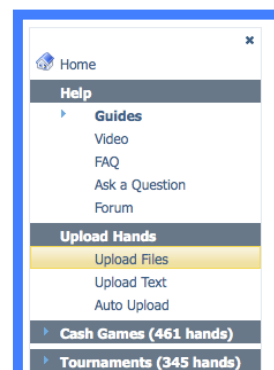 Home
Help
Guides
Video
FAQ
Ask a Question
Forum
Upload Hands
Upload Files
Upload Text
Auto Upload
Cash Games (461 hands)
Tournaments (345 hands)